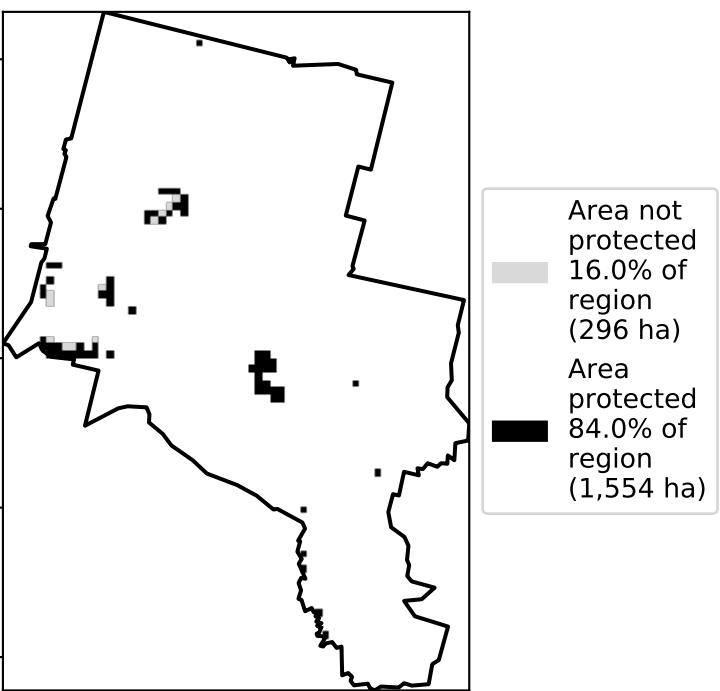 Area not
protected
16.0% of
region
(296 ha)
Area
protected
84.0% of
region
(1,554 ha)